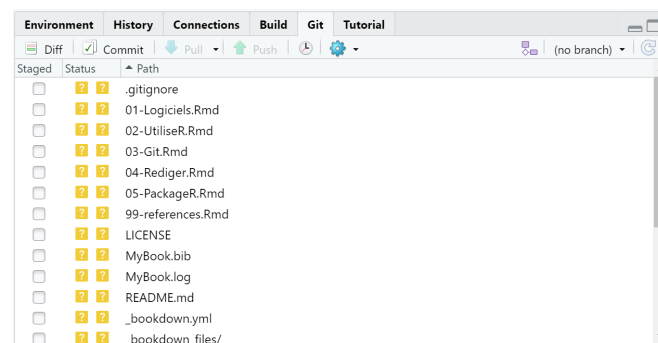 Environment History Connections Build Git Tutorial
Diff Commit Pull Push (no branch)
Staged Status Path
? ? .gitignore
? ? 01-Logiciels.Rmd
? ? 02-UtiliseR.Rmd
? ? 03-Git.Rmd
? ? 04-Rediger.Rmd
? ? 05-PackageR.Rmd
? ? 99-references.Rmd
? ? LICENSE
? ? MyBook.bib
? ? MyBook.log
? ? README.md
? ? _bookdown.yml
? ? _bookdown_files/